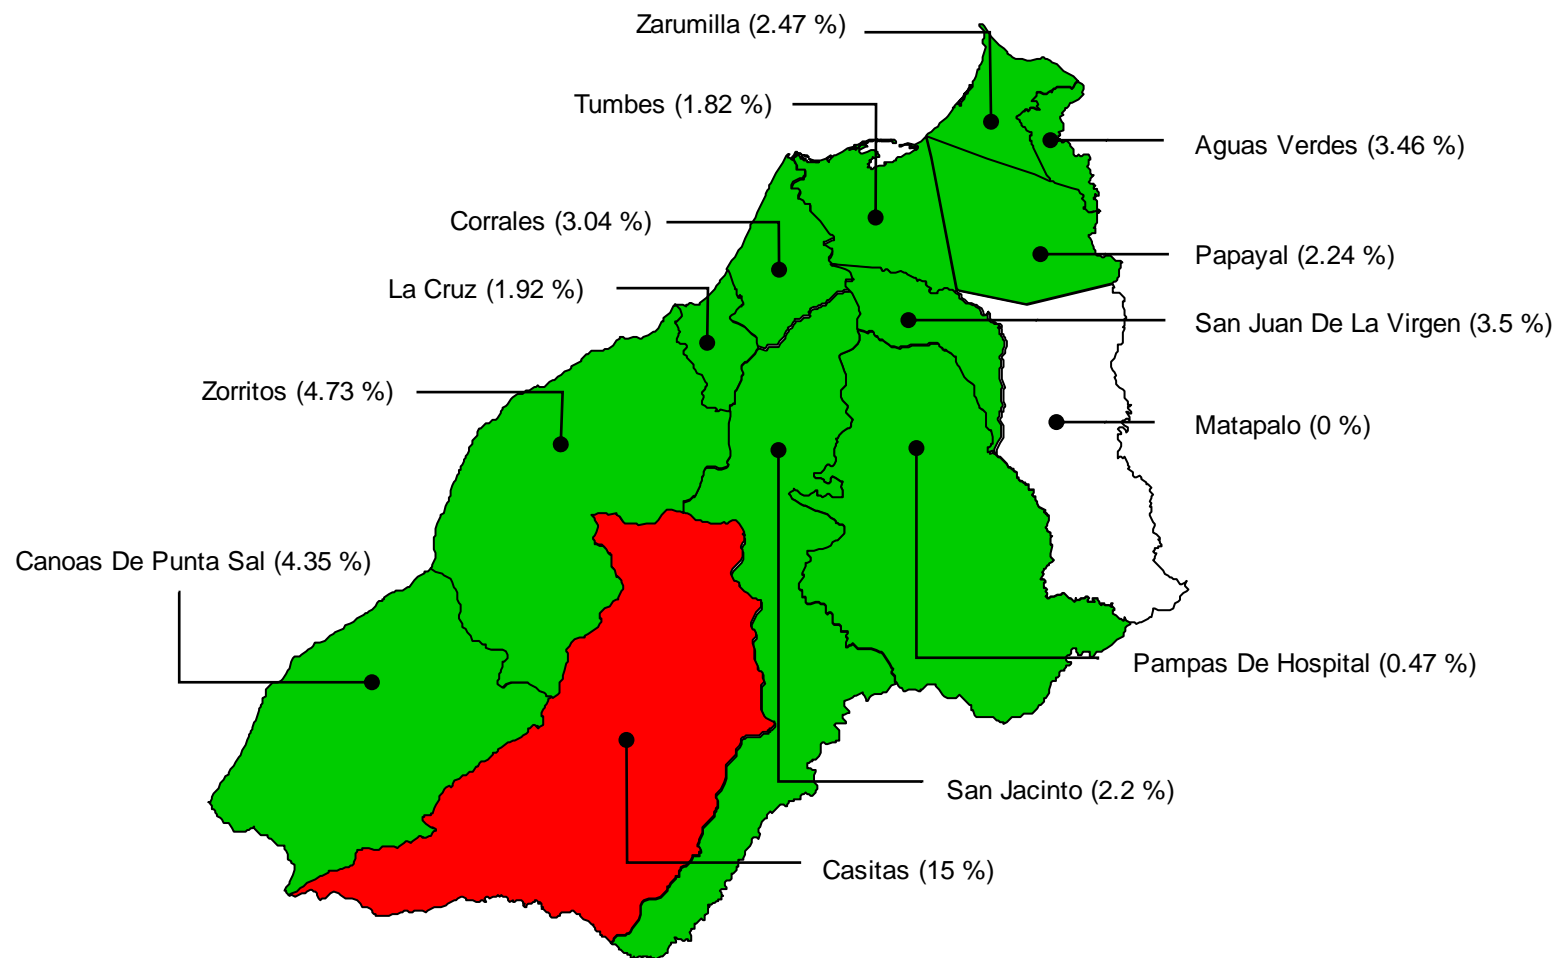 Zarumilla (2.47 %)
Tumbes (1.82 %)
Aguas Verdes (3.46 %)
Corrales (3.04 %)
Papayal (2.24 %)
La Cruz (1.92 %)
San Juan De La Virgen (3.5 %)
Zorritos (4.73 %)
Matapalo (0 %)
Canoas De Punta Sal (4.35 %)
Pampas De Hospital (0.47 %)
San Jacinto (2.2 %)
Casitas (15 %)